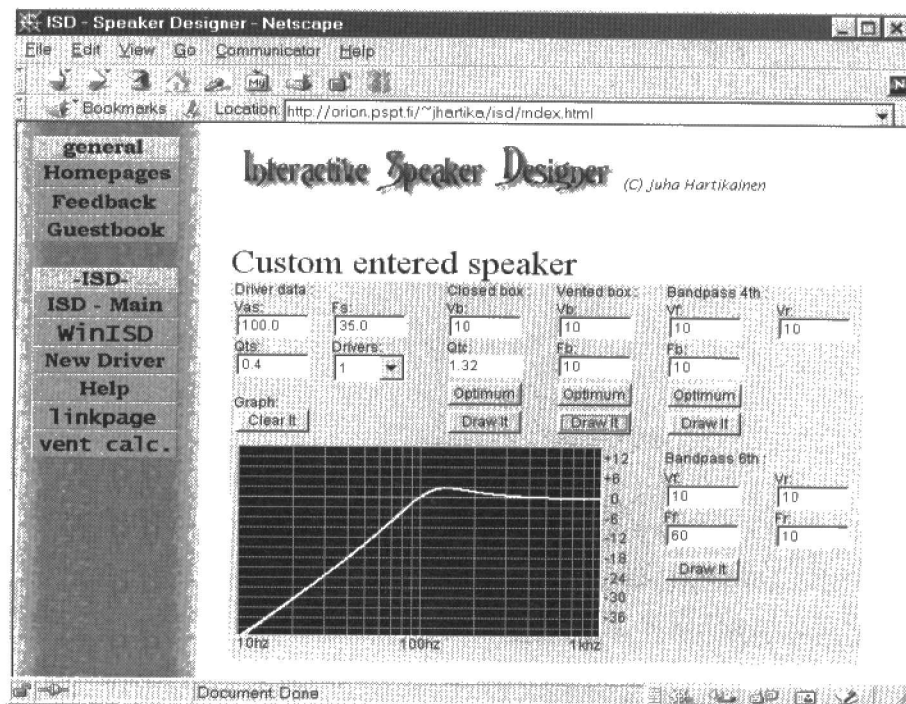 ISD - Speaker Designer - Netscape
File Edit View Go Communicator Help
My
N
Bookmarks Location: http://orion.pspt.fi/~jhartika/isd/index.html
general
Homepages
Feedback
Guestbook
-ISD-
ISD - Main
WinISD
New Driver
Help
linkpage
vent calc.
Interactive Speaker Designer (C) Juha Hartikainen
Custom entered speaker
Driver data: Closed box: Vented box: Bandpass 4th:
Vas: Fs: Vb: Vb: Vf: Vr:
100.0 35.0 10 10 10 10
Qts: Drivers: Qtc: Fb: Fb:
0.4 1 1.32 10 10
Optimum Optimum Optimum
Graph:
Clear It Draw It Draw It Draw It
+12
+6
0
-6
-12
-18
-24
-30
-36
10hz 100hz 1khz
Bandpass 6th:
Vf: Vr:
10 10
Ff: Fr:
60 10
Draw It
Document: Done